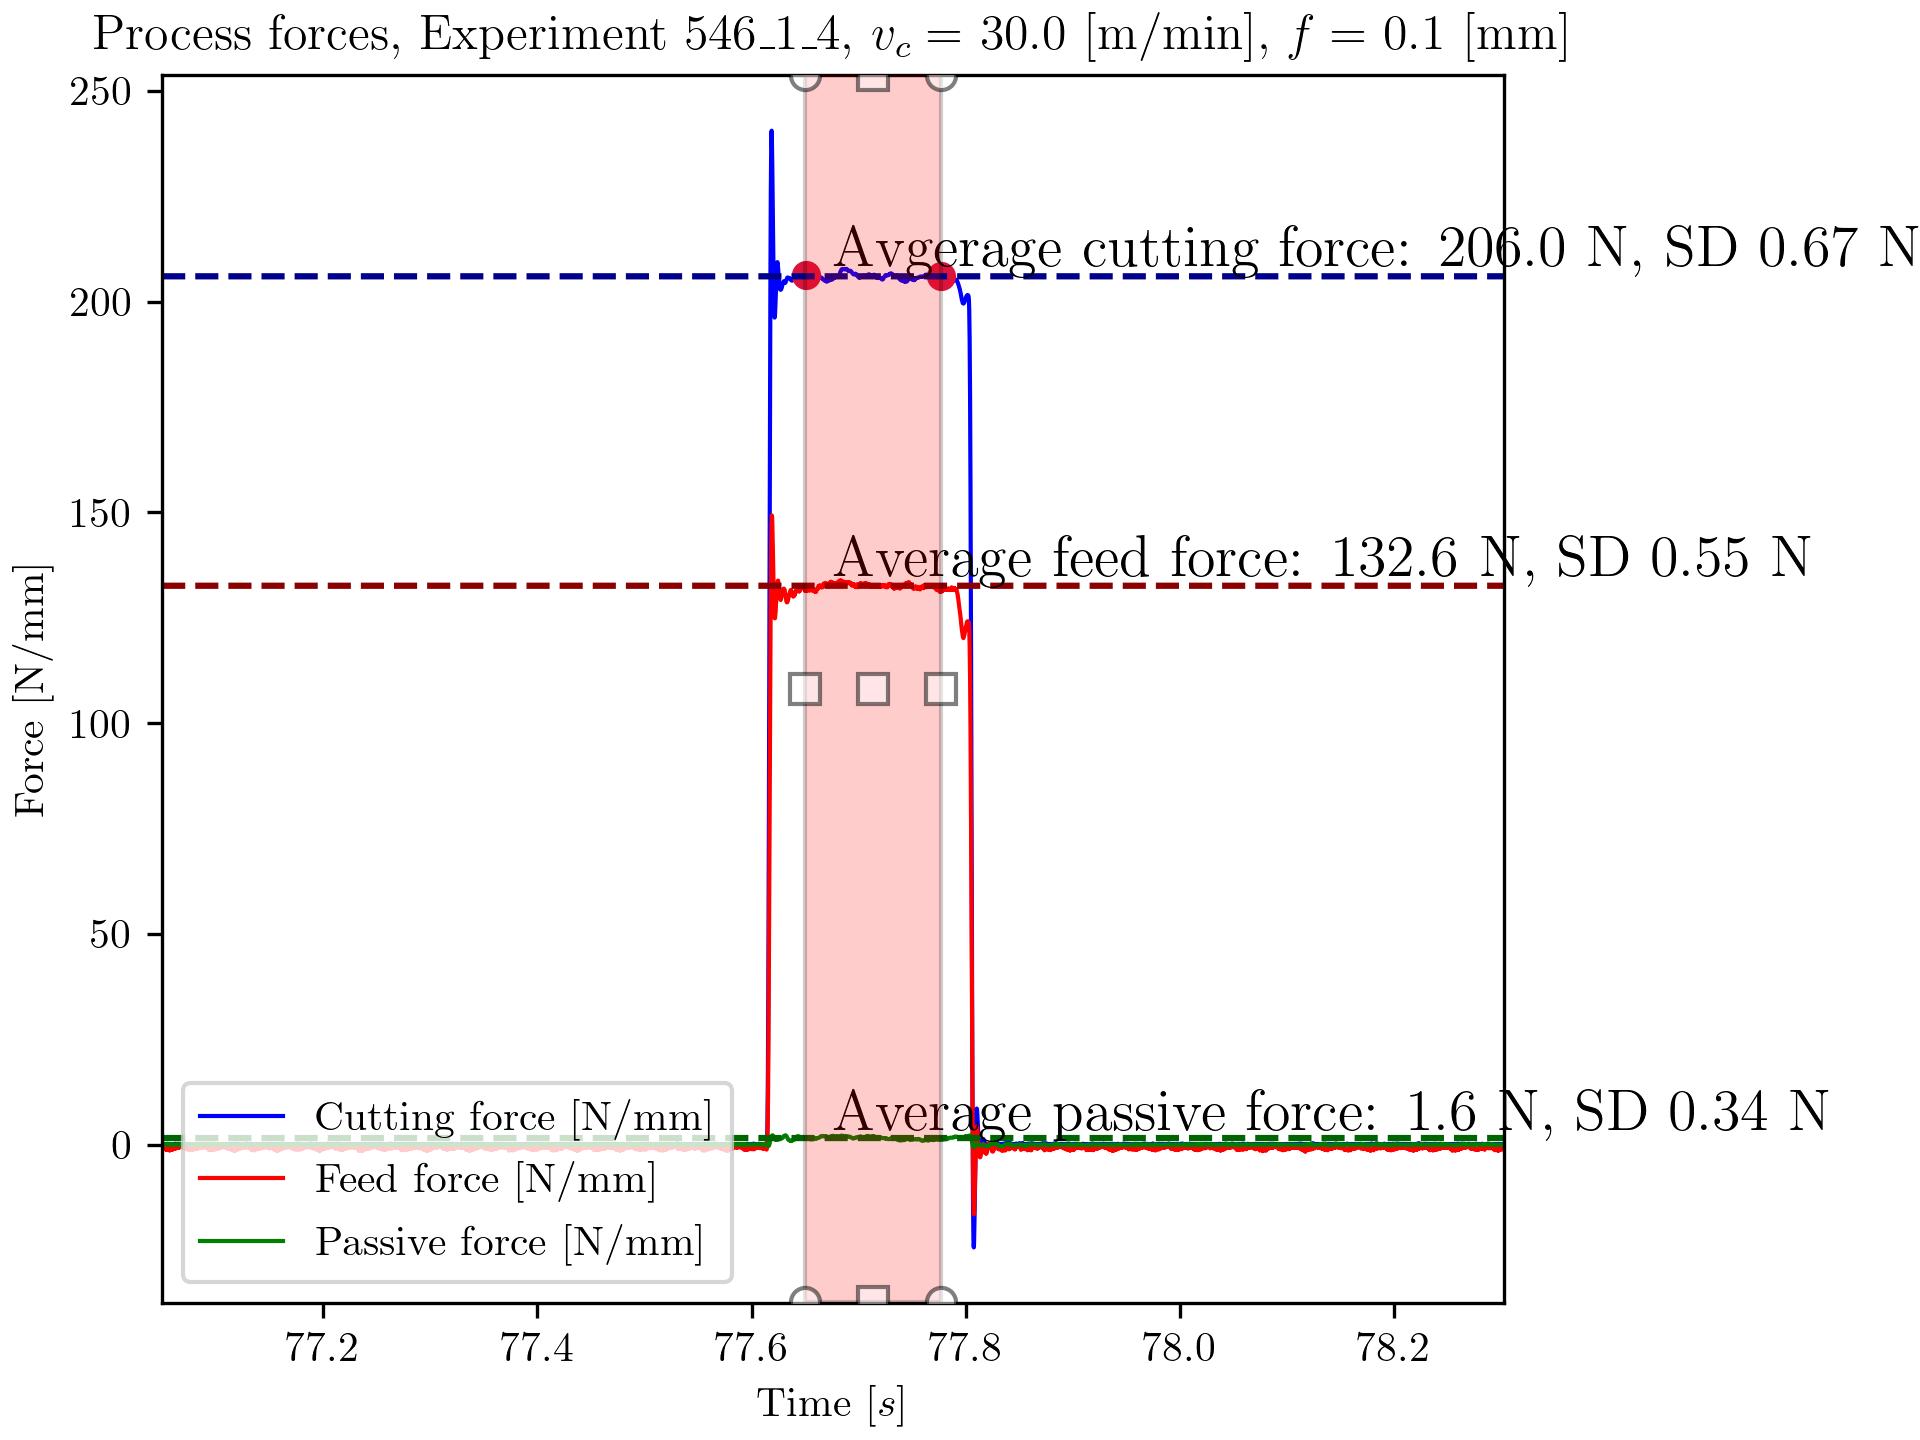 Process forces, Experiment 546_1_4, v_c = 30.0 [m/min], f = 0.1 [mm]
250
200
150
100
50
0
Force [N/mm]
Avgerage cutting force: 206.0 N, SD 0.67 N
Average feed force: 132.6 N, SD 0.55 N
Average passive force: 1.6 N, SD 0.34 N
Cutting force [N/mm]
Feed force [N/mm]
Passive force [N/mm]
77.2 77.4 77.6 77.8 78.0 78.2
Time [s]